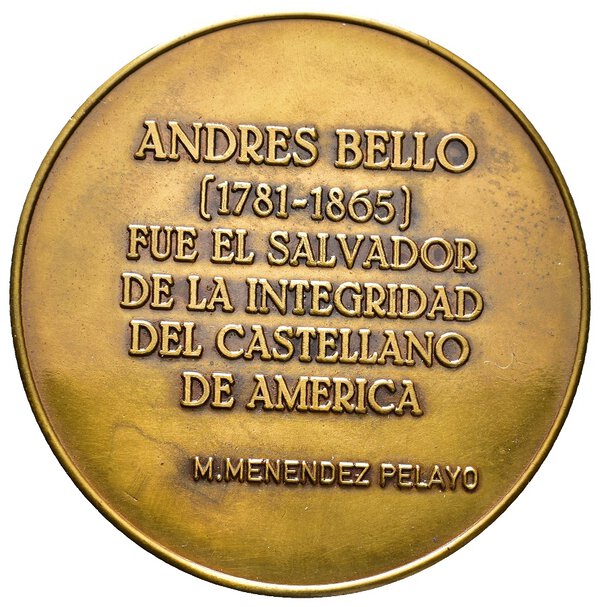 ANDRES BELLO
(1781-1865)
FUE EL SALVADOR
DE LA INTEGRIDAD
DEL CASTELLANO
DE AMERICA
M.MENENDEZ PELAYO